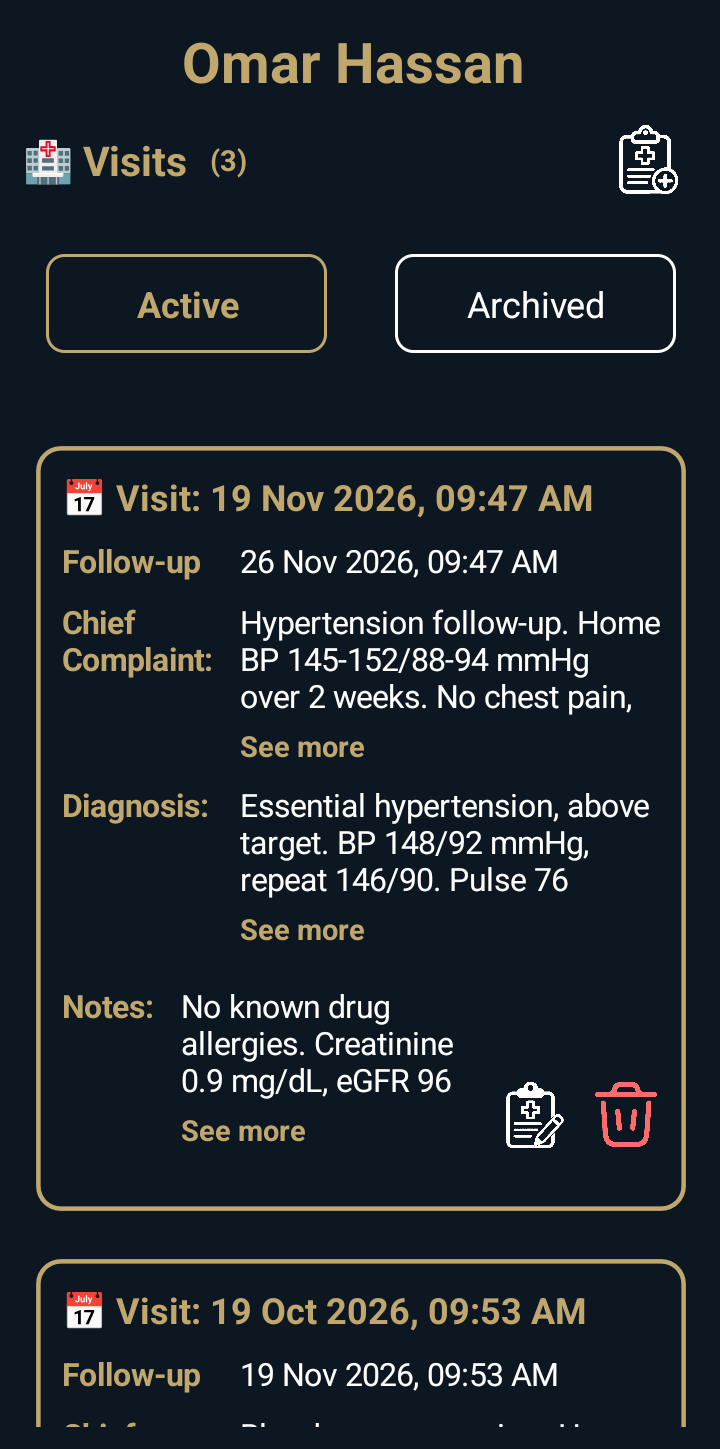 Omar Hassan
Visits (3)
Active
Archived
July
17
Visit: 19 Nov 2026, 09:47 AM
Follow-up 26 Nov 2026, 09:47 AM
Chief Complaint:
Hypertension follow-up. Home
BP 145-152/88-94 mmHg
over 2 weeks. No chest pain,
See more
Diagnosis: Essential hypertension, above
target. BP 148/92 mmHg,
repeat 146/90. Pulse 76
See more
Notes: No known drug
allergies. Creatinine
0.9 mg/dL, eGFR 96
See more
July
17
Visit: 19 Oct 2026, 09:53 AM
Follow-up 19 Nov 2026, 09:53 AM